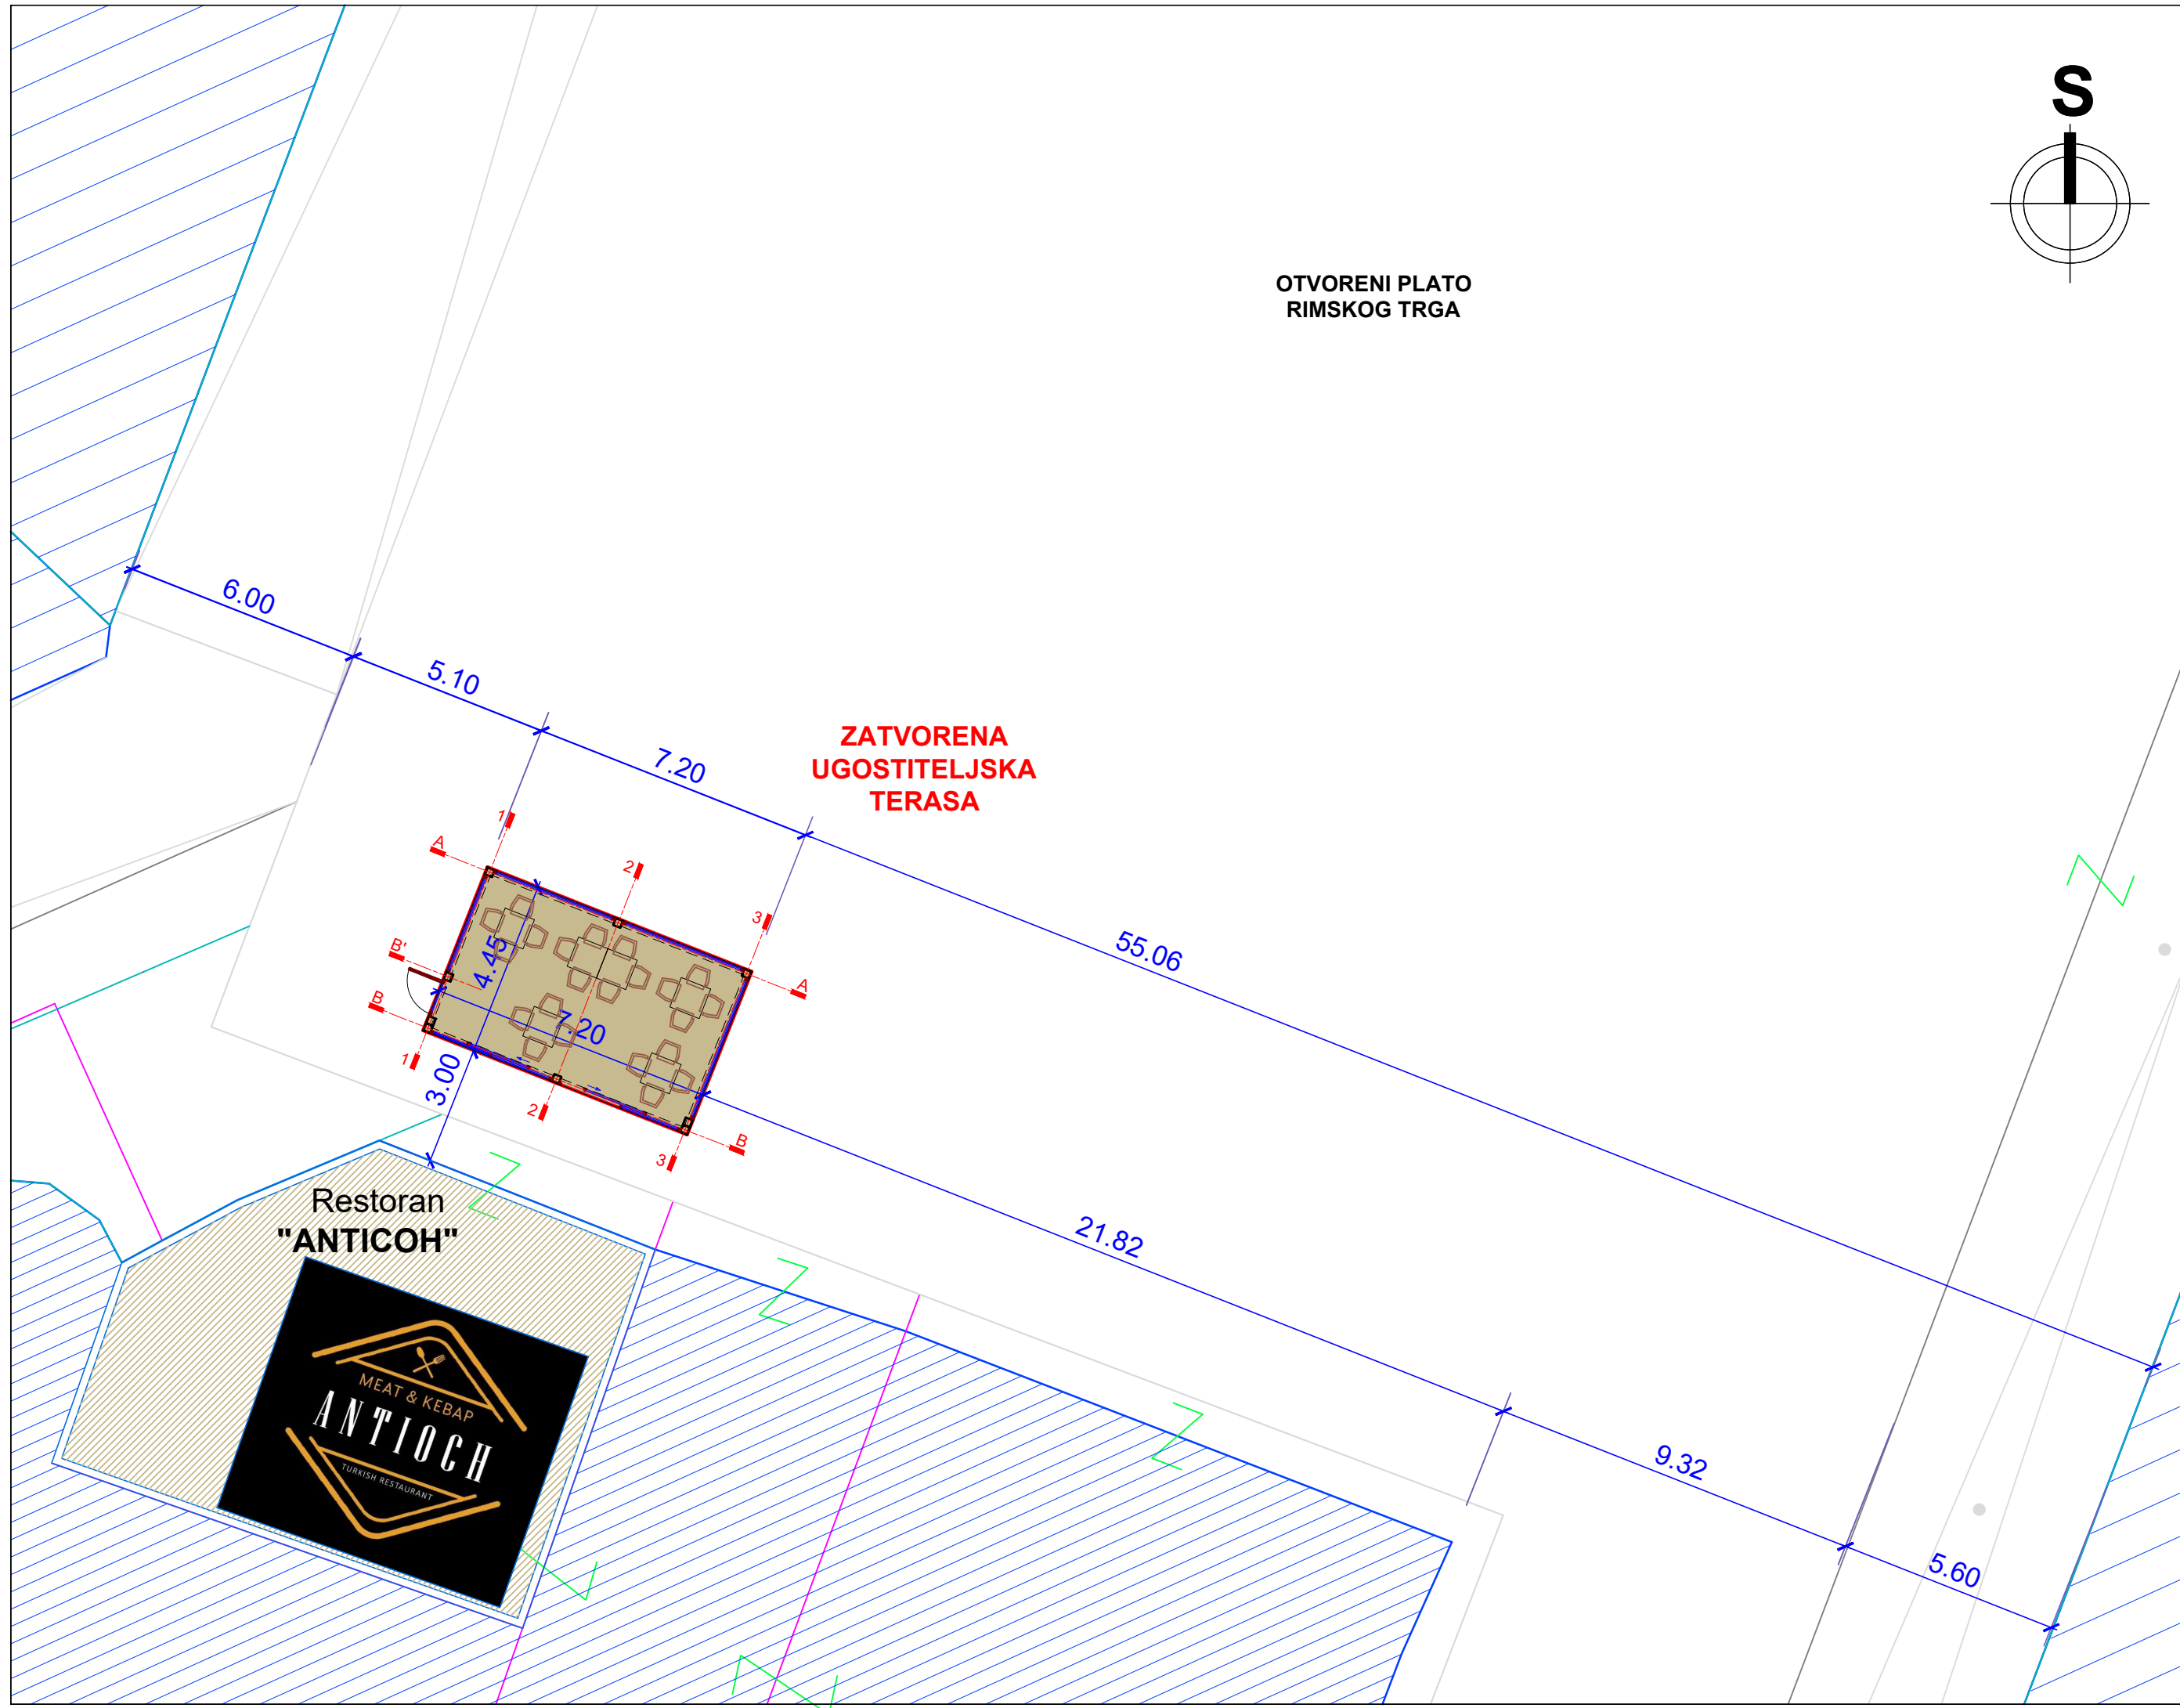 S
OTVORENI PLATO
RIMSKOG TRGA
6.00
5.10
7.20
ZATVORENA
UGOSTITELJSKA
TERASA
55.06
1
A
2
3
B'
4.45
A
B
7.20
1
3.00
2
B
3
21.82
9.32
5.60
Restoran
"ANTICOH"
MEAT & KEBAP
ANTIOCH
TURKISH RESTAURANT